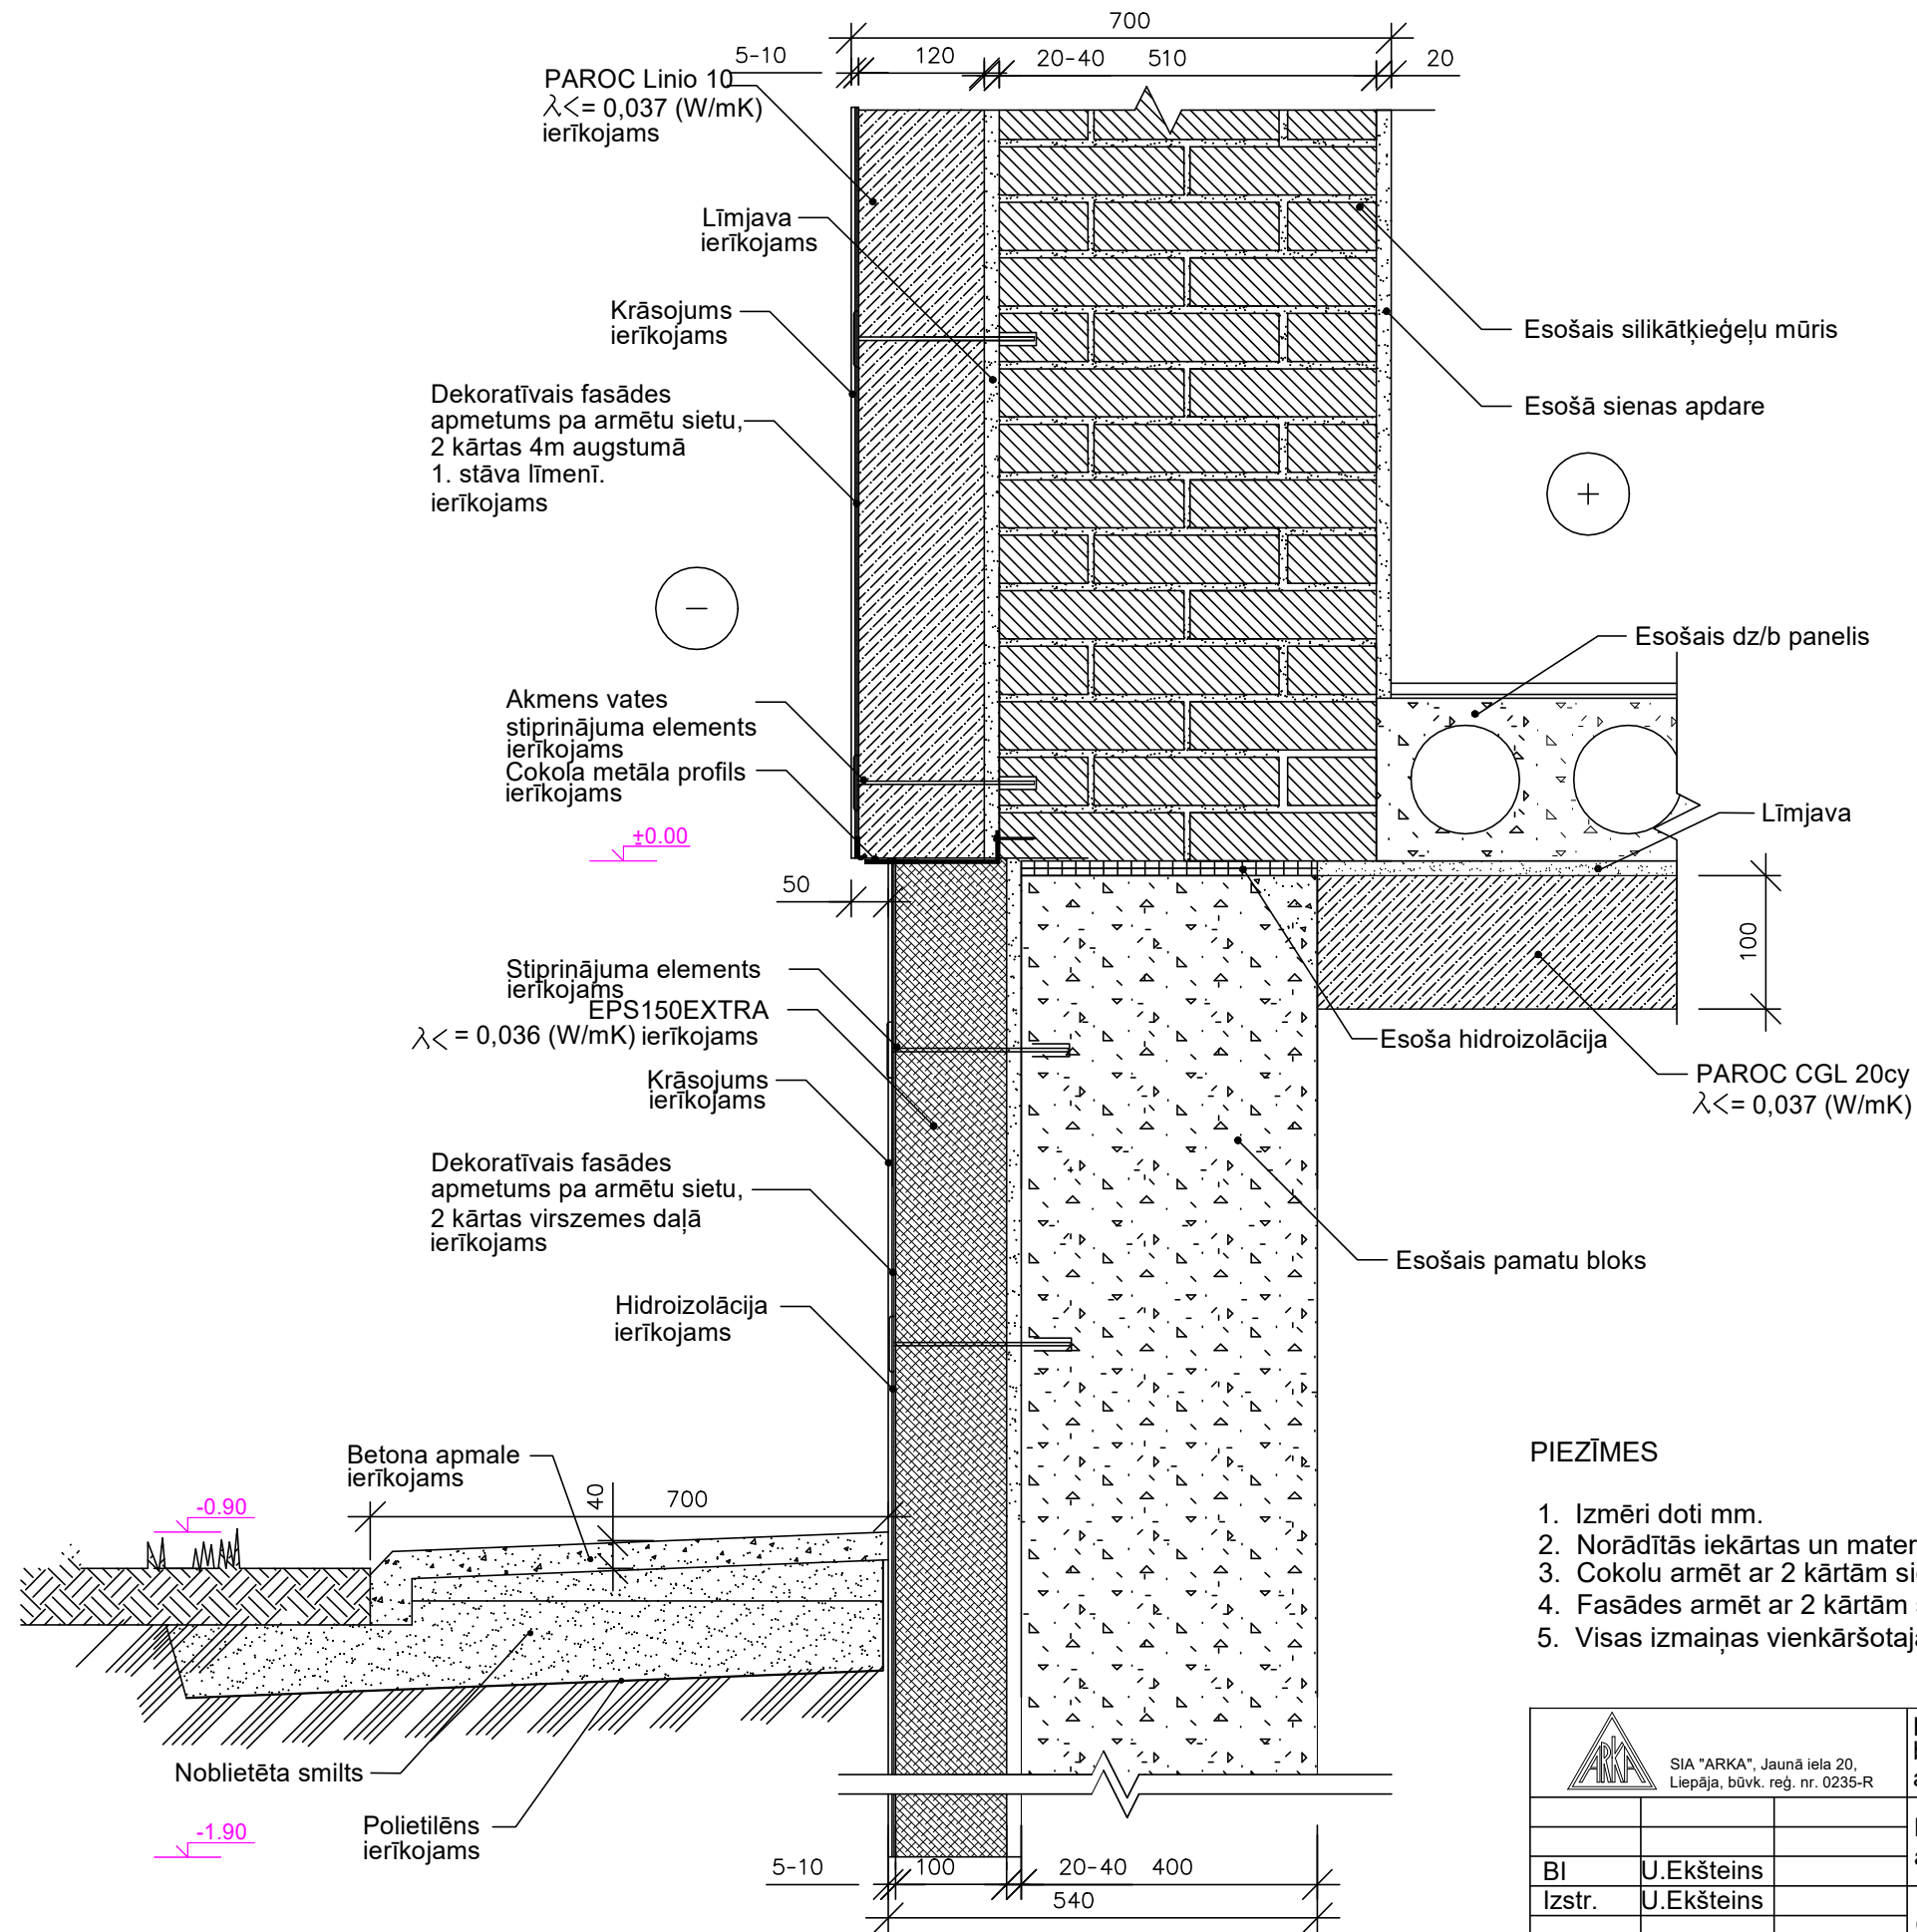 700
5-10
120
20-40
510
20
PAROC Linio 10
λ<= 0,037 (W/mK)
ierīkojams
Līmjava
ierīkojams
Krāsojums
ierīkojams
Esošais silikātķieģeļu mūris
Dekoratīvais fasādes
apmetums pa armētu sietu,
2 kārtas 4m augstumā
1. stāva līmenī.
ierīkojams
Esošā sienas apdare
+
−
Esošais dz/b panelis
Akmens vates
stiprinājuma elements
ierīkojams
Cokola metāla profils
ierīkojams
±0.00
Līmjava
50
100
Stiprinājuma elements
ierīkojams
EPS150EXTRA
λ< = 0,036 (W/mK) ierīkojams
Esoša hidroizolācija
PAROC CGL 20cy
λ<= 0,037 (W/mK)
Krāsojums
ierīkojams
Dekoratīvais fasādes
apmetums pa armētu sietu,
2 kārtas virszemes daļā
ierīkojams
Esošais pamatu bloks
Hidroizolācija
ierīkojams
Betona apmale
ierīkojams
40
700
-0.90
Noblietēta smilts
Polietilēns
ierīkojams
-1.90
5-10
100
20-40
400
540
PIEZĪMES
1. Izmēri doti mm.
2. Norādītās iekārtas un mater
3. Cokolu armēt ar 2 kārtām si
4. Fasādes armēt ar 2 kārtām
5. Visas izmaiņas vienkāršotaj
ARKA
SIA "ARKA", Jaunā iela 20,
Liepāja, būvk. reģ. nr. 0235-R
BI U.Ekšteins
Izstr. U.Ekšteins